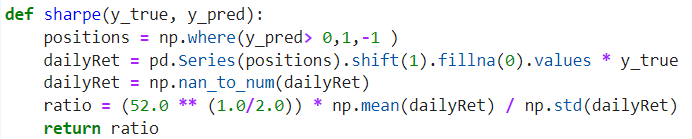 def sharpe(y_true, y_pred):
    positions = np.where(y_pred> 0,1,-1 )
    dailyRet = pd.Series(positions).shift(1).fillna(0).values * y_true
    dailyRet = np.nan_to_num(dailyRet)
    ratio = (52.0 ** (1.0/2.0)) * np.mean(dailyRet) / np.std(dailyRet)
    return ratio